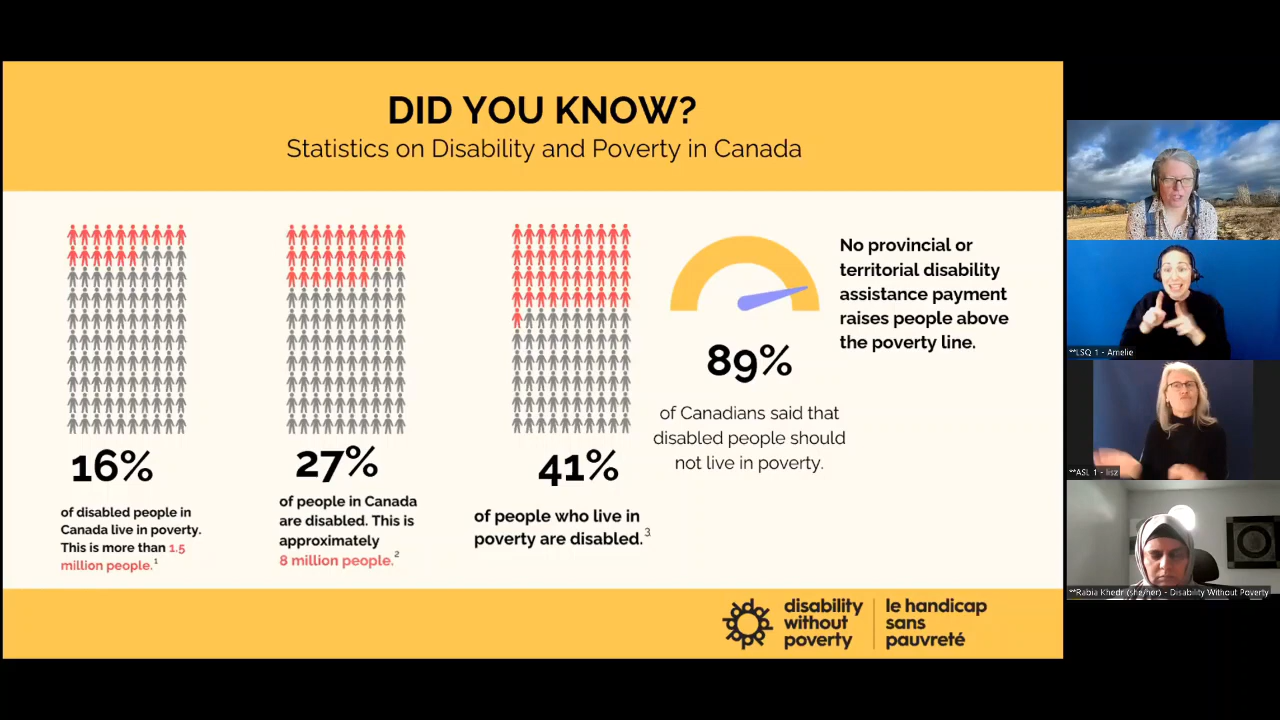 DID YOU KNOW?
Statistics on Disability and Poverty in Canada
16%
of disabled people in
Canada live in poverty.
This is more than 1.5
million people.¹
27%
of people in Canada
are disabled. This is
approximately
8 million people.²
41%
of people who live in
poverty are disabled.³
89%
of Canadians said that
disabled people should
not live in poverty.
No provincial or
territorial disability
assistance payment
raises people above
the poverty line.
disability
without
poverty
le handicap
sans
pauvreté
**LSQ 1 - Amelie
**ASL 1 - lisz
**Rabia Khedr (she/her) - Disability Without Poverty